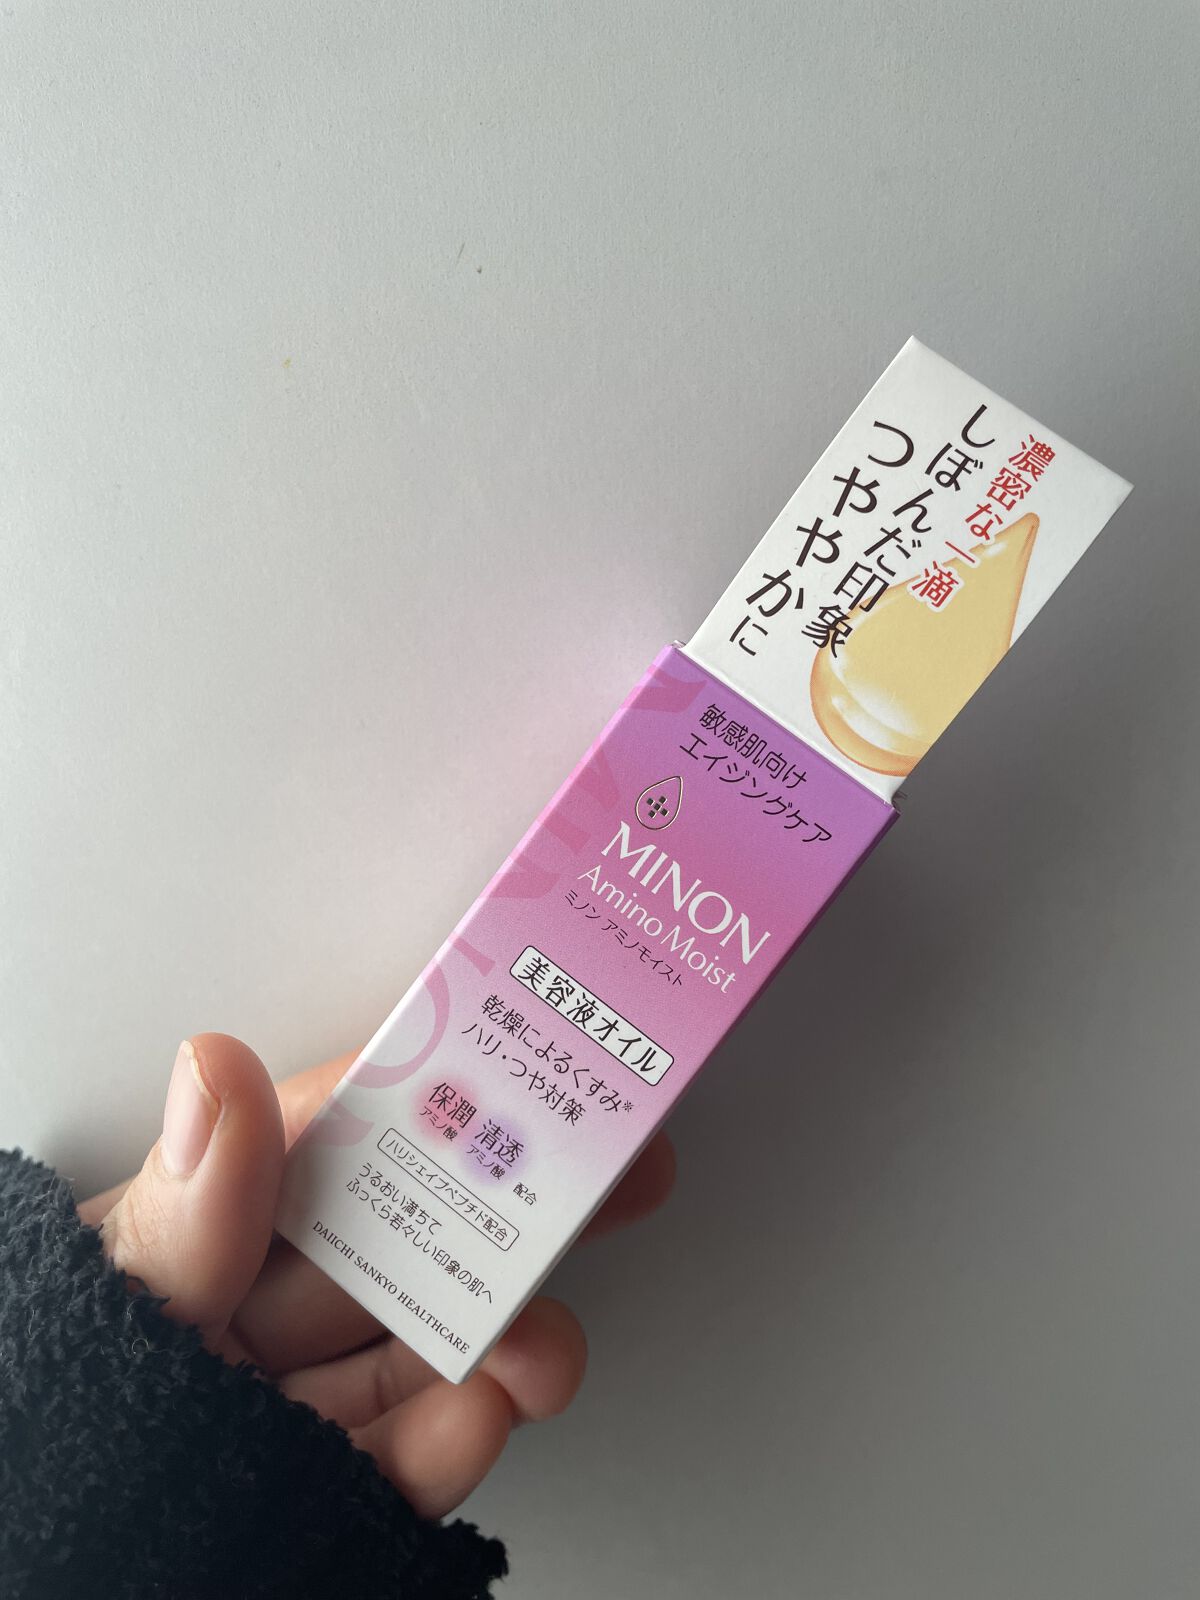 濃密な一滴
しぼんだ印象
つややかに
敏感肌向け
エイジングケア
MINON
Amino Moist
ミノン アミノモイスト
美容液オイル
乾燥によるくすみ※
ハリ・つや対策
保潤 清透
アミノ酸 アミノ酸 配合
ハリシェイプペプチド配合
うるおい満ちて
ふっくら若々しい印象の肌へ
DAIICHI SANKYO HEALTHCARE